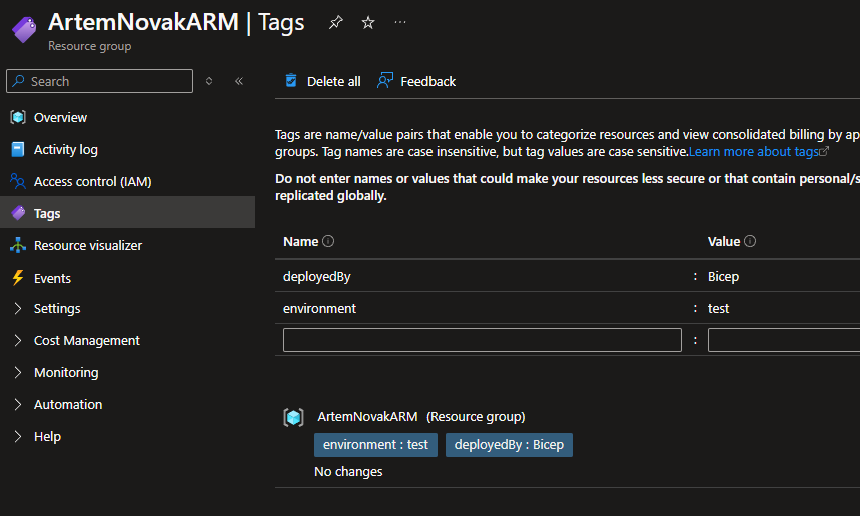 ArtemNovakARM | Tags
Resource group
Search
Delete all
Feedback
Overview
Activity log
Access control (IAM)
Tags
Resource visualizer
Events
Settings
Cost Management
Monitoring
Automation
Help
Tags are name/value pairs that enable you to categorize resources and view consolidated billing by ap
groups. Tag names are case insensitive, but tag values are case sensitive.Learn more about tags
Do not enter names or values that could make your resources less secure or that contain personal/s
replicated globally.
Name Value
deployedBy : Bicep
environment : test
:
ArtemNovakARM (Resource group)
environment : test deployedBy : Bicep
No changes